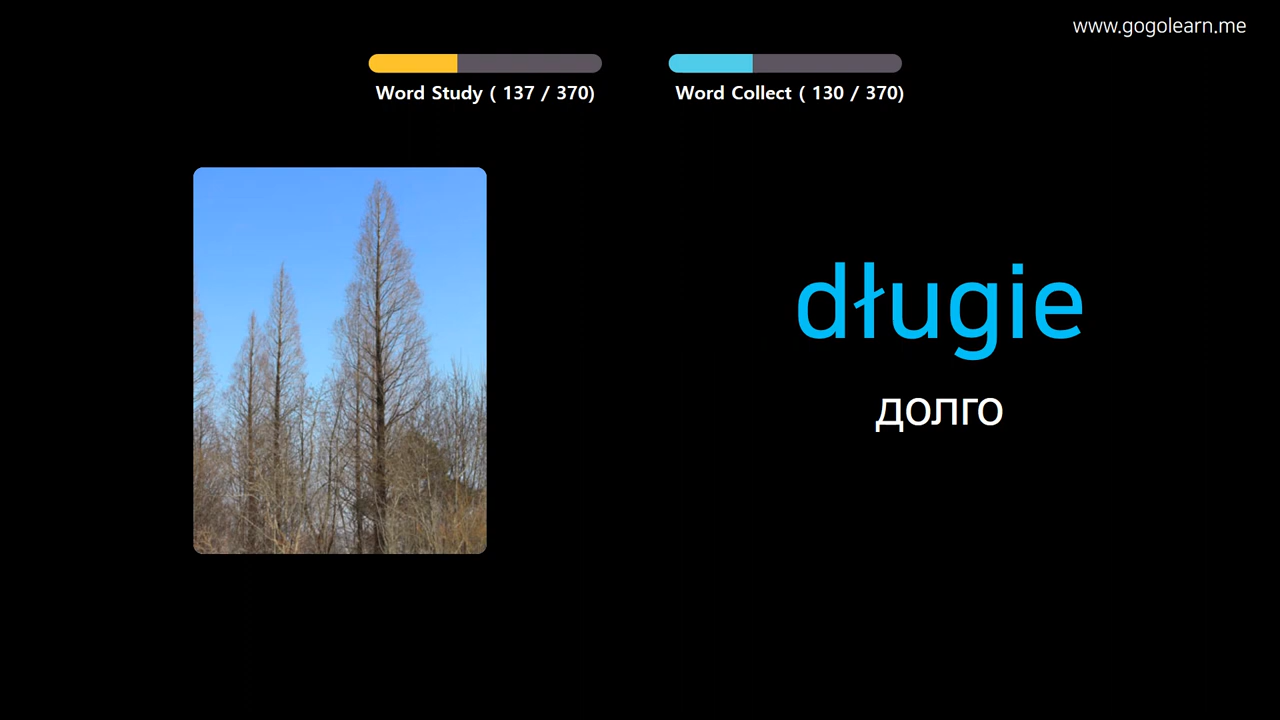 www.gogolearn.me
Word Study ( 137 / 370)
Word Collect ( 130 / 370)
długie
долго